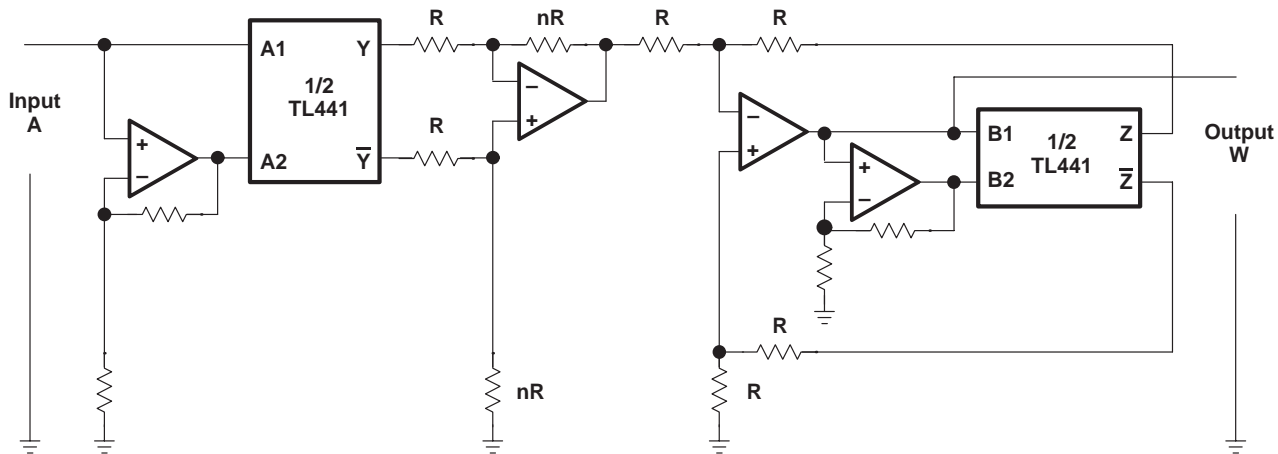 R
nR
R
R
A1
Y
1/2
TL441
A2
Y̅
Input
A
+
−
R
−
+
nR
−
+
+
−
B1
Z
1/2
TL441
B2
Z̅
Output
W
R
R